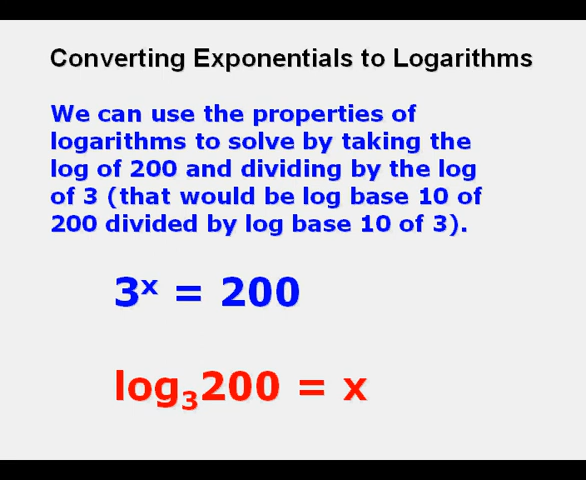 Converting Exponentials to Logarithms
We can use the properties of
logarithms to solve by taking the
log of 200 and dividing by the log
of 3 (that would be log base 10 of
200 divided by log base 10 of 3).
3ˣ = 200
log₃200 = x